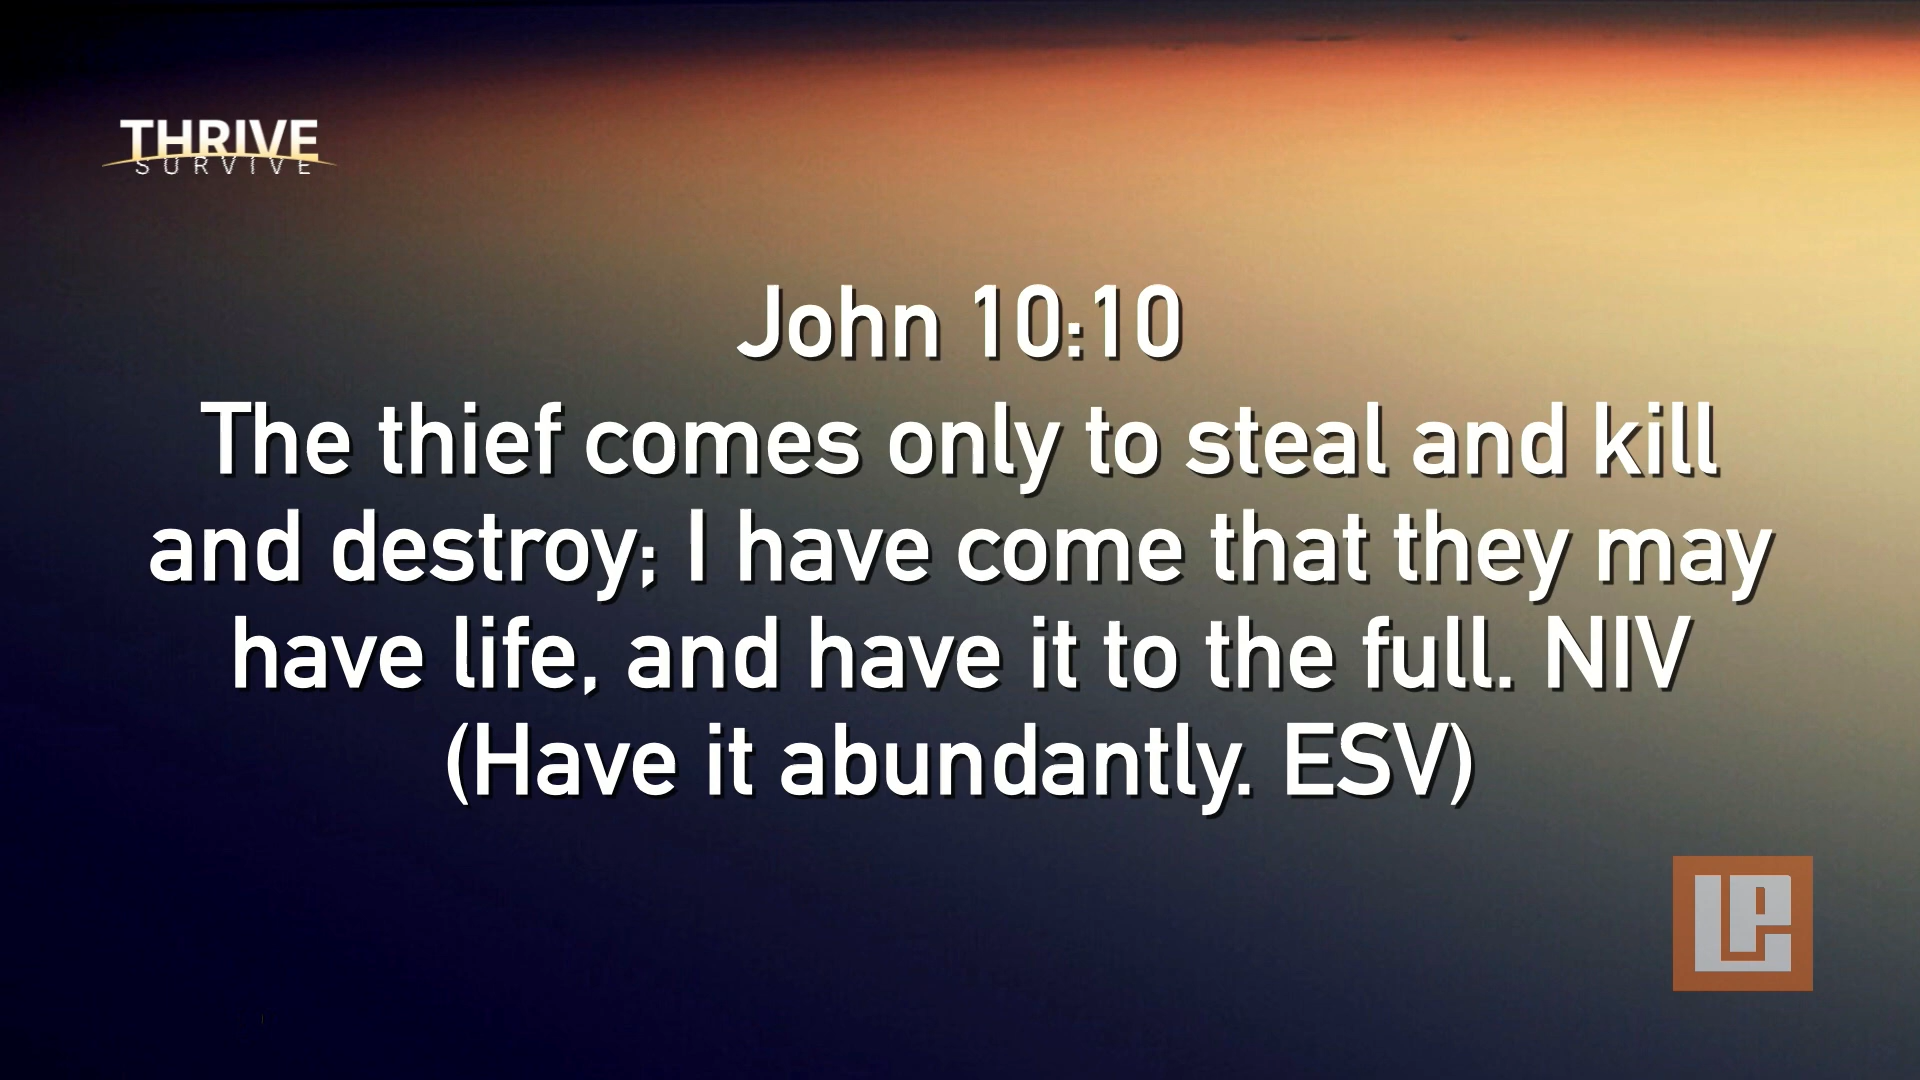 THRIVE
SURVIVE
John 10:10
The thief comes only to steal and kill
and destroy; I have come that they may
have life, and have it to the full. NIV
(Have it abundantly. ESV)
LP